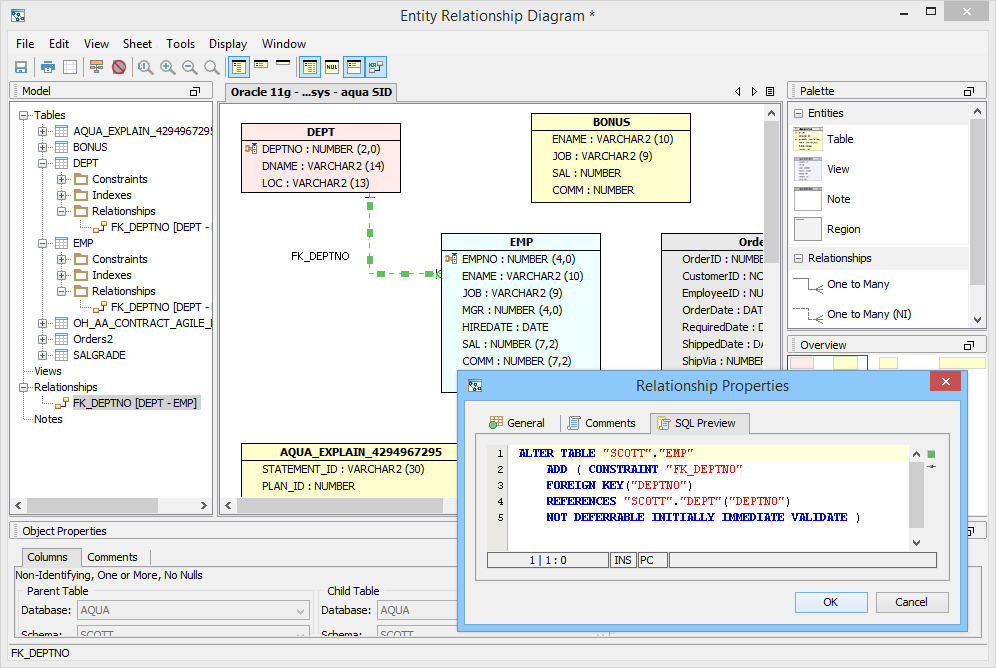 Entity Relationship Diagram *
File Edit View Sheet Tools Display Window
Model
Tables
AQUA_EXPLAIN_4294967295
BONUS
DEPT
Constraints
Indexes
Relationships
FK_DEPTNO [DEPT -
EMP
Constraints
Indexes
Relationships
FK_DEPTNO [DEPT -
OH_AA_CONTRACT_AGILE_
Orders2
SALGRADE
Views
Relationships
FK_DEPTNO [DEPT - EMP]
Notes
Oracle 11g - ...sys - aqua SID
DEPT
DEPTNO : NUMBER (2,0)
DNAME : VARCHAR2 (14)
LOC : VARCHAR2 (13)
BONUS
ENAME : VARCHAR2 (10)
JOB : VARCHAR2 (9)
SAL : NUMBER
COMM : NUMBER
FK_DEPTNO
EMP
EMPNO : NUMBER (4,0)
ENAME : VARCHAR2 (10)
JOB : VARCHAR2 (9)
MGR : NUMBER (4,0)
HIREDATE : DATE
SAL : NUMBER (7,2)
COMM : NUMBER (7,2)
Orde
OrderID : NUM
CustomerID : NC
EmployeeID : NU
OrderDate : DAT
RequiredDate : D
ShippedDate : DA
ShipVia : NUMBER
AQUA_EXPLAIN_4294967295
STATEMENT_ID : VARCHAR2 (30)
PLAN_ID : NUMBER
Palette
Entities
Table
View
Note
Region
Relationships
One to Many
One to Many (NI)
Overview
Relationship Properties
General Comments SQL Preview
1 ALTER TABLE "SCOTT"."EMP"
2 ADD ( CONSTRAINT "FK_DEPTNO"
3 FOREIGN KEY("DEPTNO")
4 REFERENCES "SCOTT"."DEPT"("DEPTNO")
5 NOT DEFERRABLE INITIALLY IMMEDIATE VALIDATE )
1 | 1 : 0 INS PC
OK Cancel
Object Properties
Columns Comments
Non-Identifying, One or More, No Nulls
Parent Table
Database: AQUA
Schema: SCOTT
Child Table
Database: AQUA
Schema: SCOTT
FK_DEPTNO